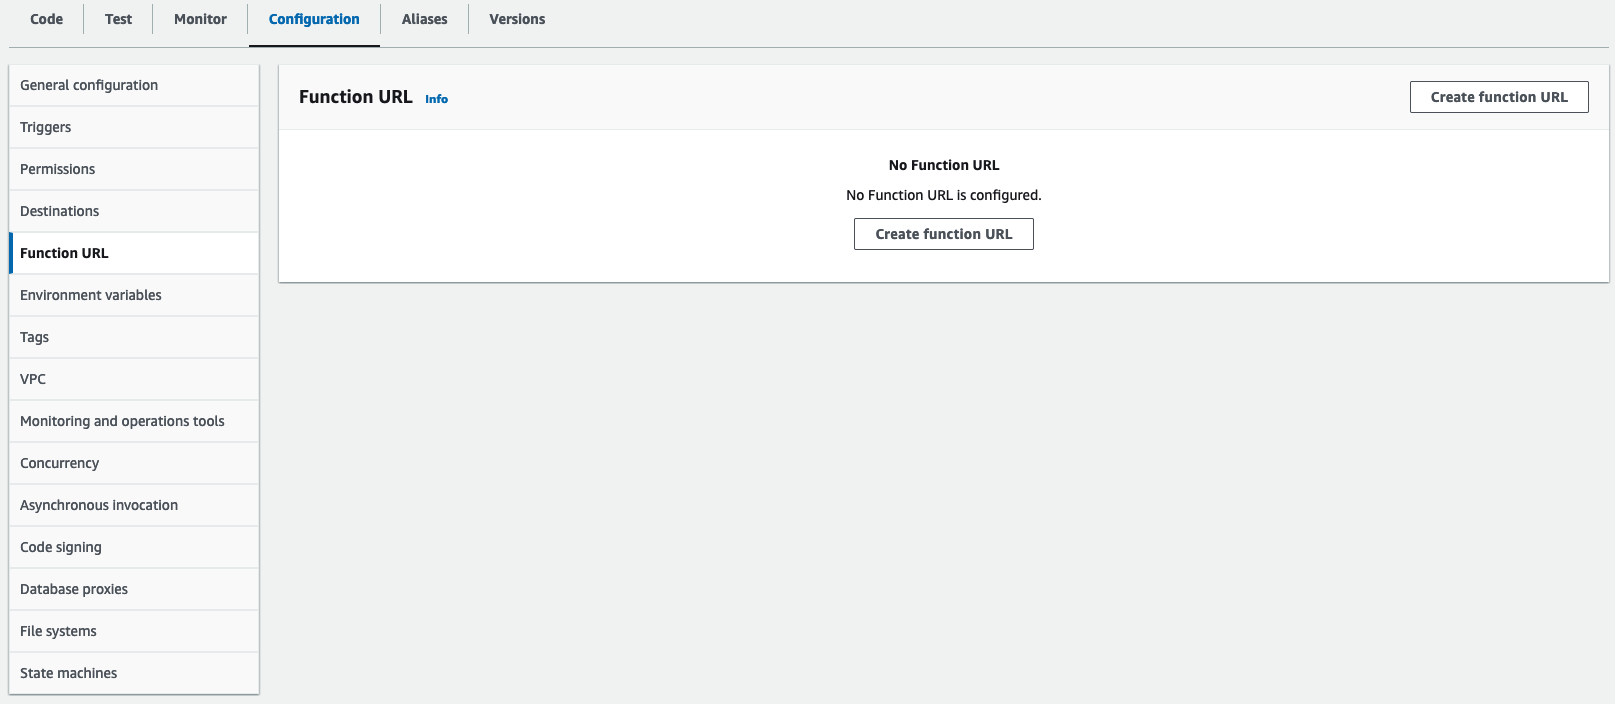 Code Test Monitor Configuration Aliases Versions
General configuration
Triggers
Permissions
Destinations
Function URL
Environment variables
Tags
VPC
Monitoring and operations tools
Concurrency
Asynchronous invocation
Code signing
Database proxies
File systems
State machines
Function URL Info
Create function URL
No Function URL
No Function URL is configured.
Create function URL